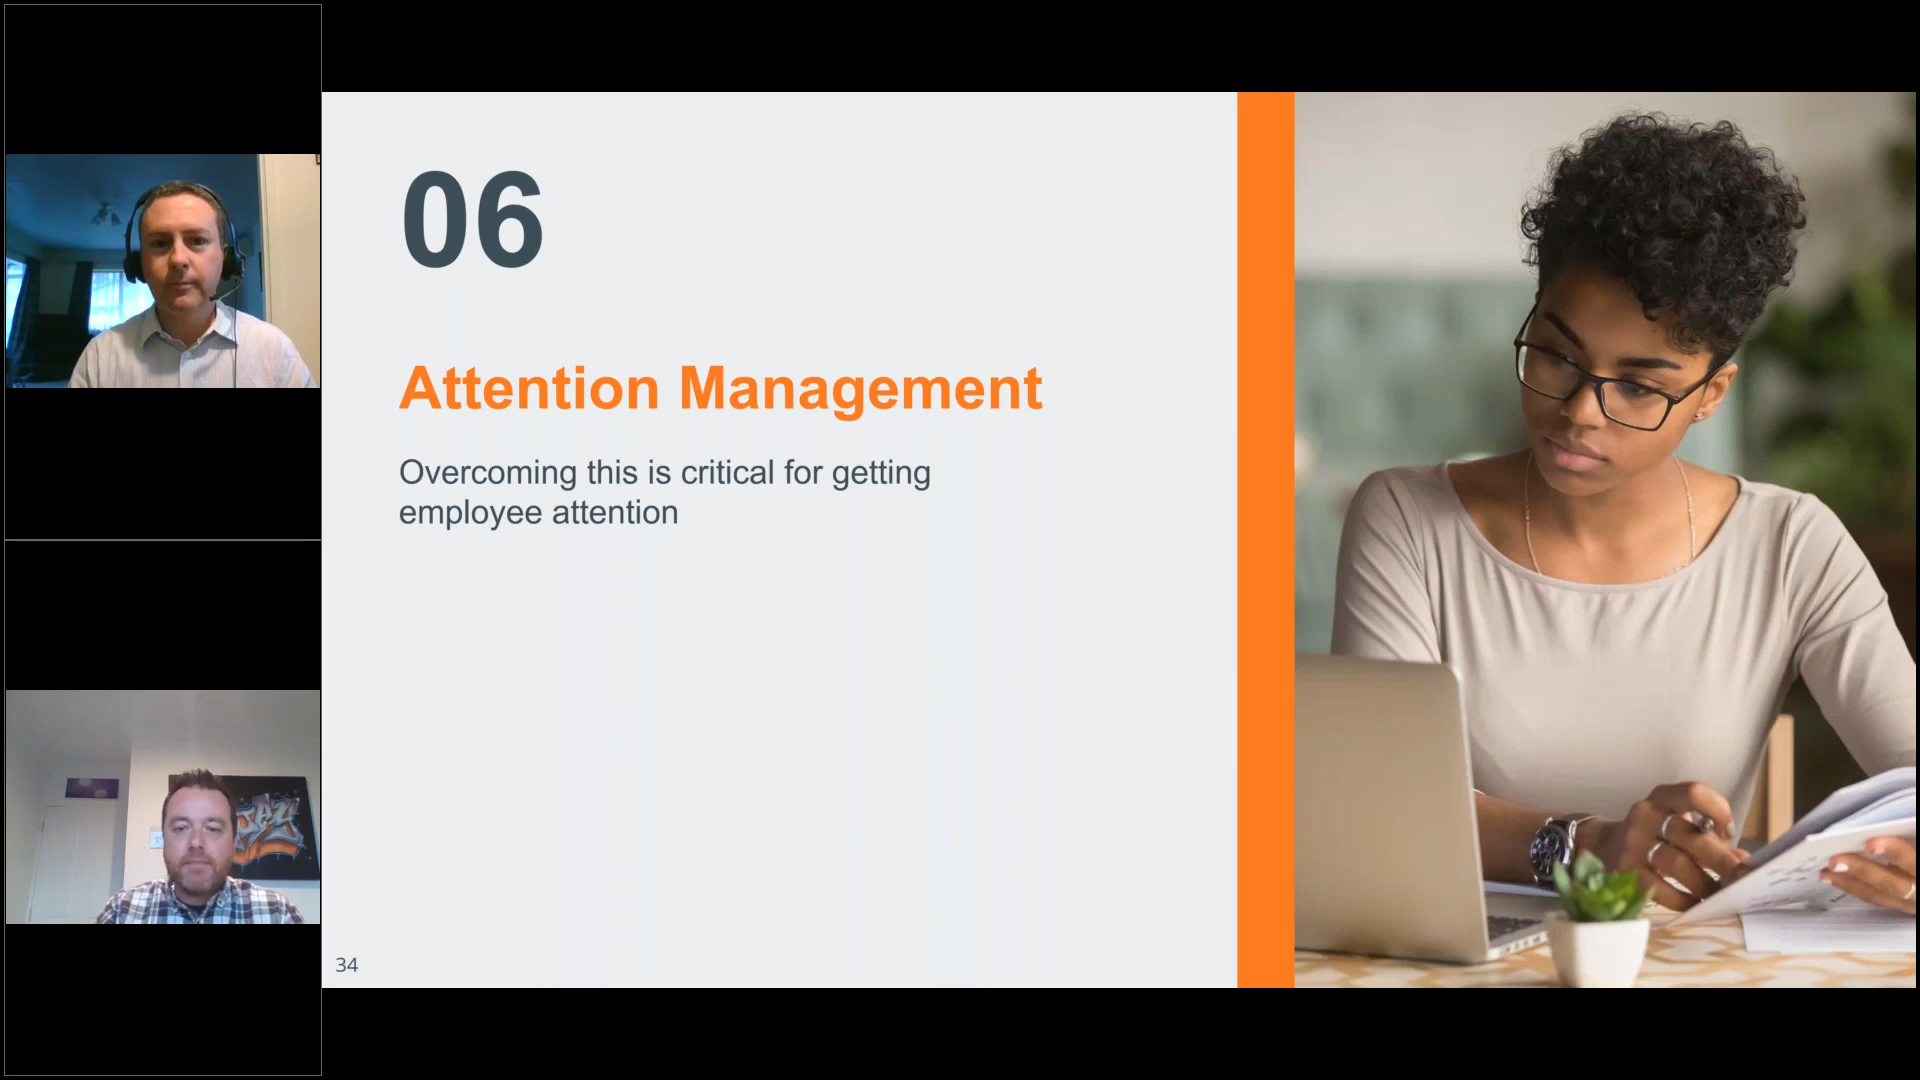 06
Attention Management
Overcoming this is critical for getting
employee attention
34